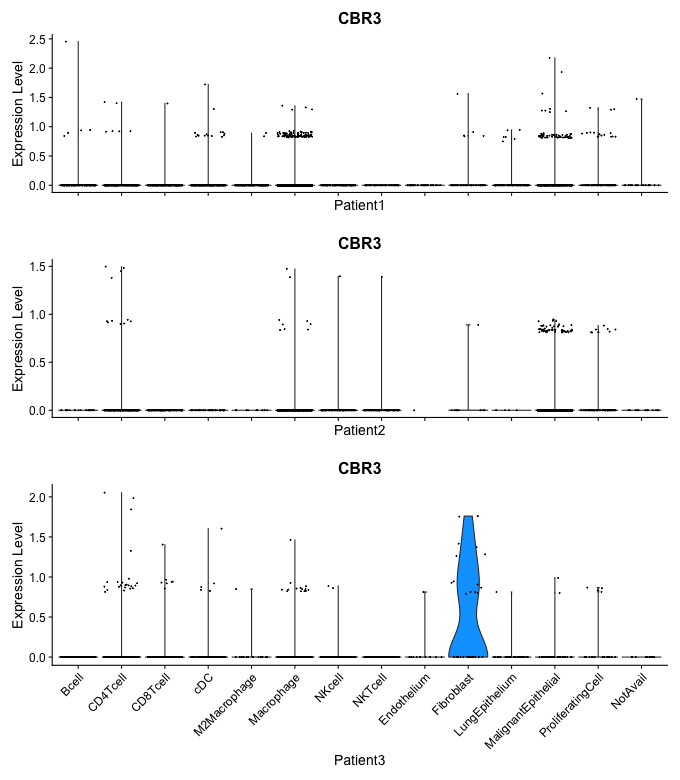 CBR3
Expression Level
2.5
2.0
1.5
1.0
0.5
0.0
Patient1
CBR3
Expression Level
1.5
1.0
0.5
0.0
Patient2
CBR3
Expression Level
2.0
1.5
1.0
0.5
0.0
Bcell
CD4Tcell
CD8Tcell
cDC
M2Macrophage
Macrophage
NKcell
NKTcell
Endothelium
Fibroblast
LungEpithelium
MalignantEpithelial
ProliferatingCell
NotAvail
Patient3